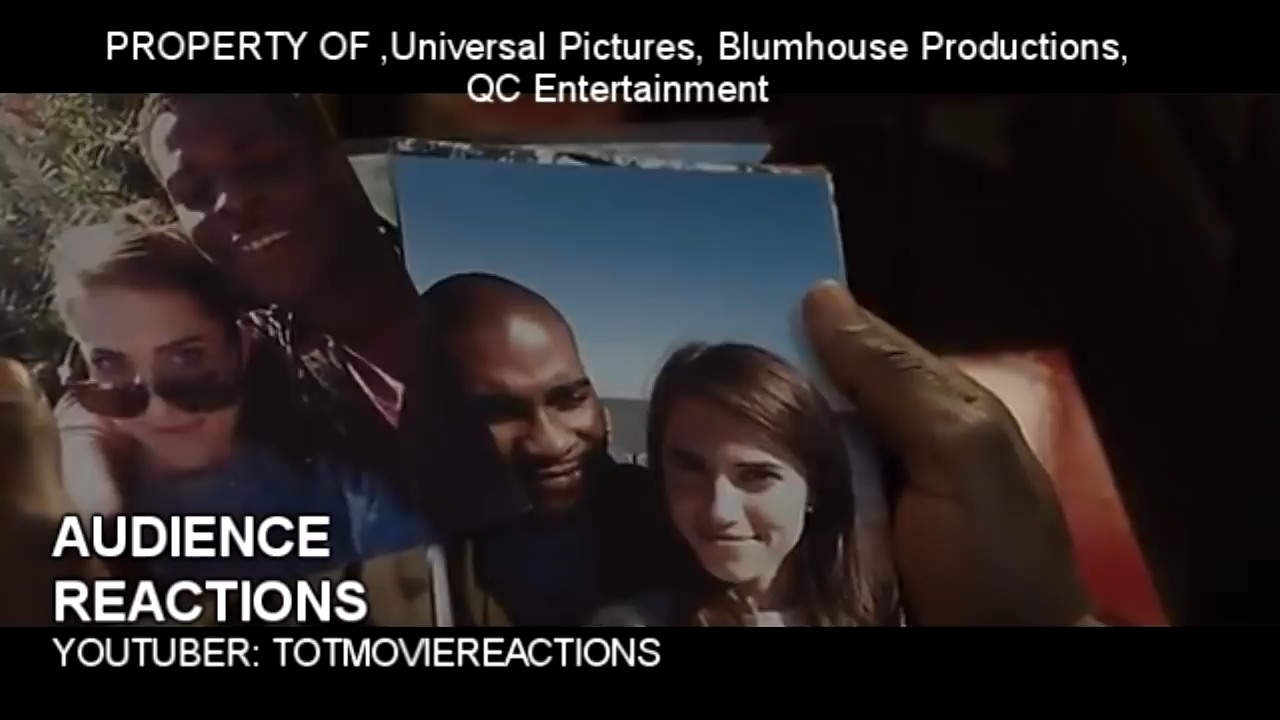 PROPERTY OF ,Universal Pictures, Blumhouse Productions,
QC Entertainment
AUDIENCE
REACTIONS
YOUTUBER: TOTMOVIEREACTIONS